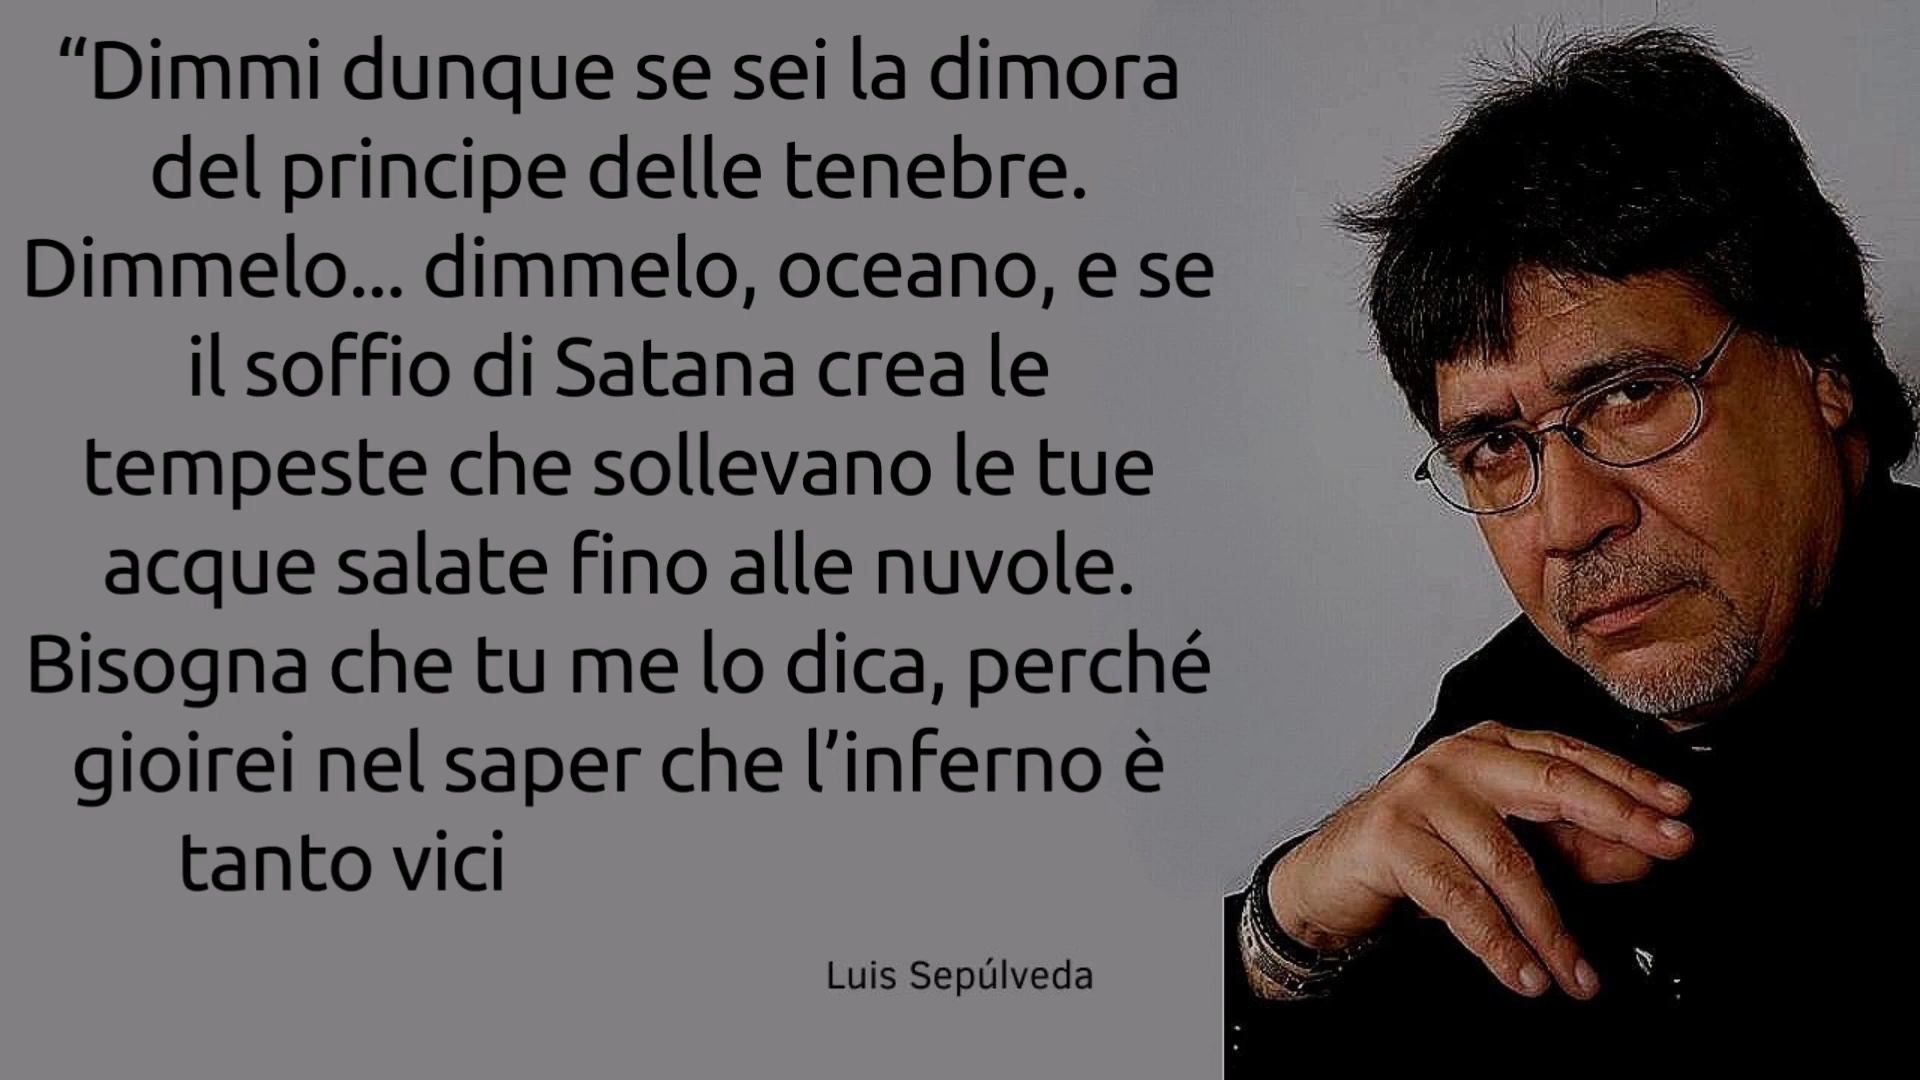 “Dimmi dunque se sei la dimora
del principe delle tenebre.
Dimmelo... dimmelo, oceano, e se
il soffio di Satana crea le
tempeste che sollevano le tue
acque salate fino alle nuvole.
Bisogna che tu me lo dica, perché
gioirei nel saper che l’inferno è
tanto vici
Luis Sepúlveda